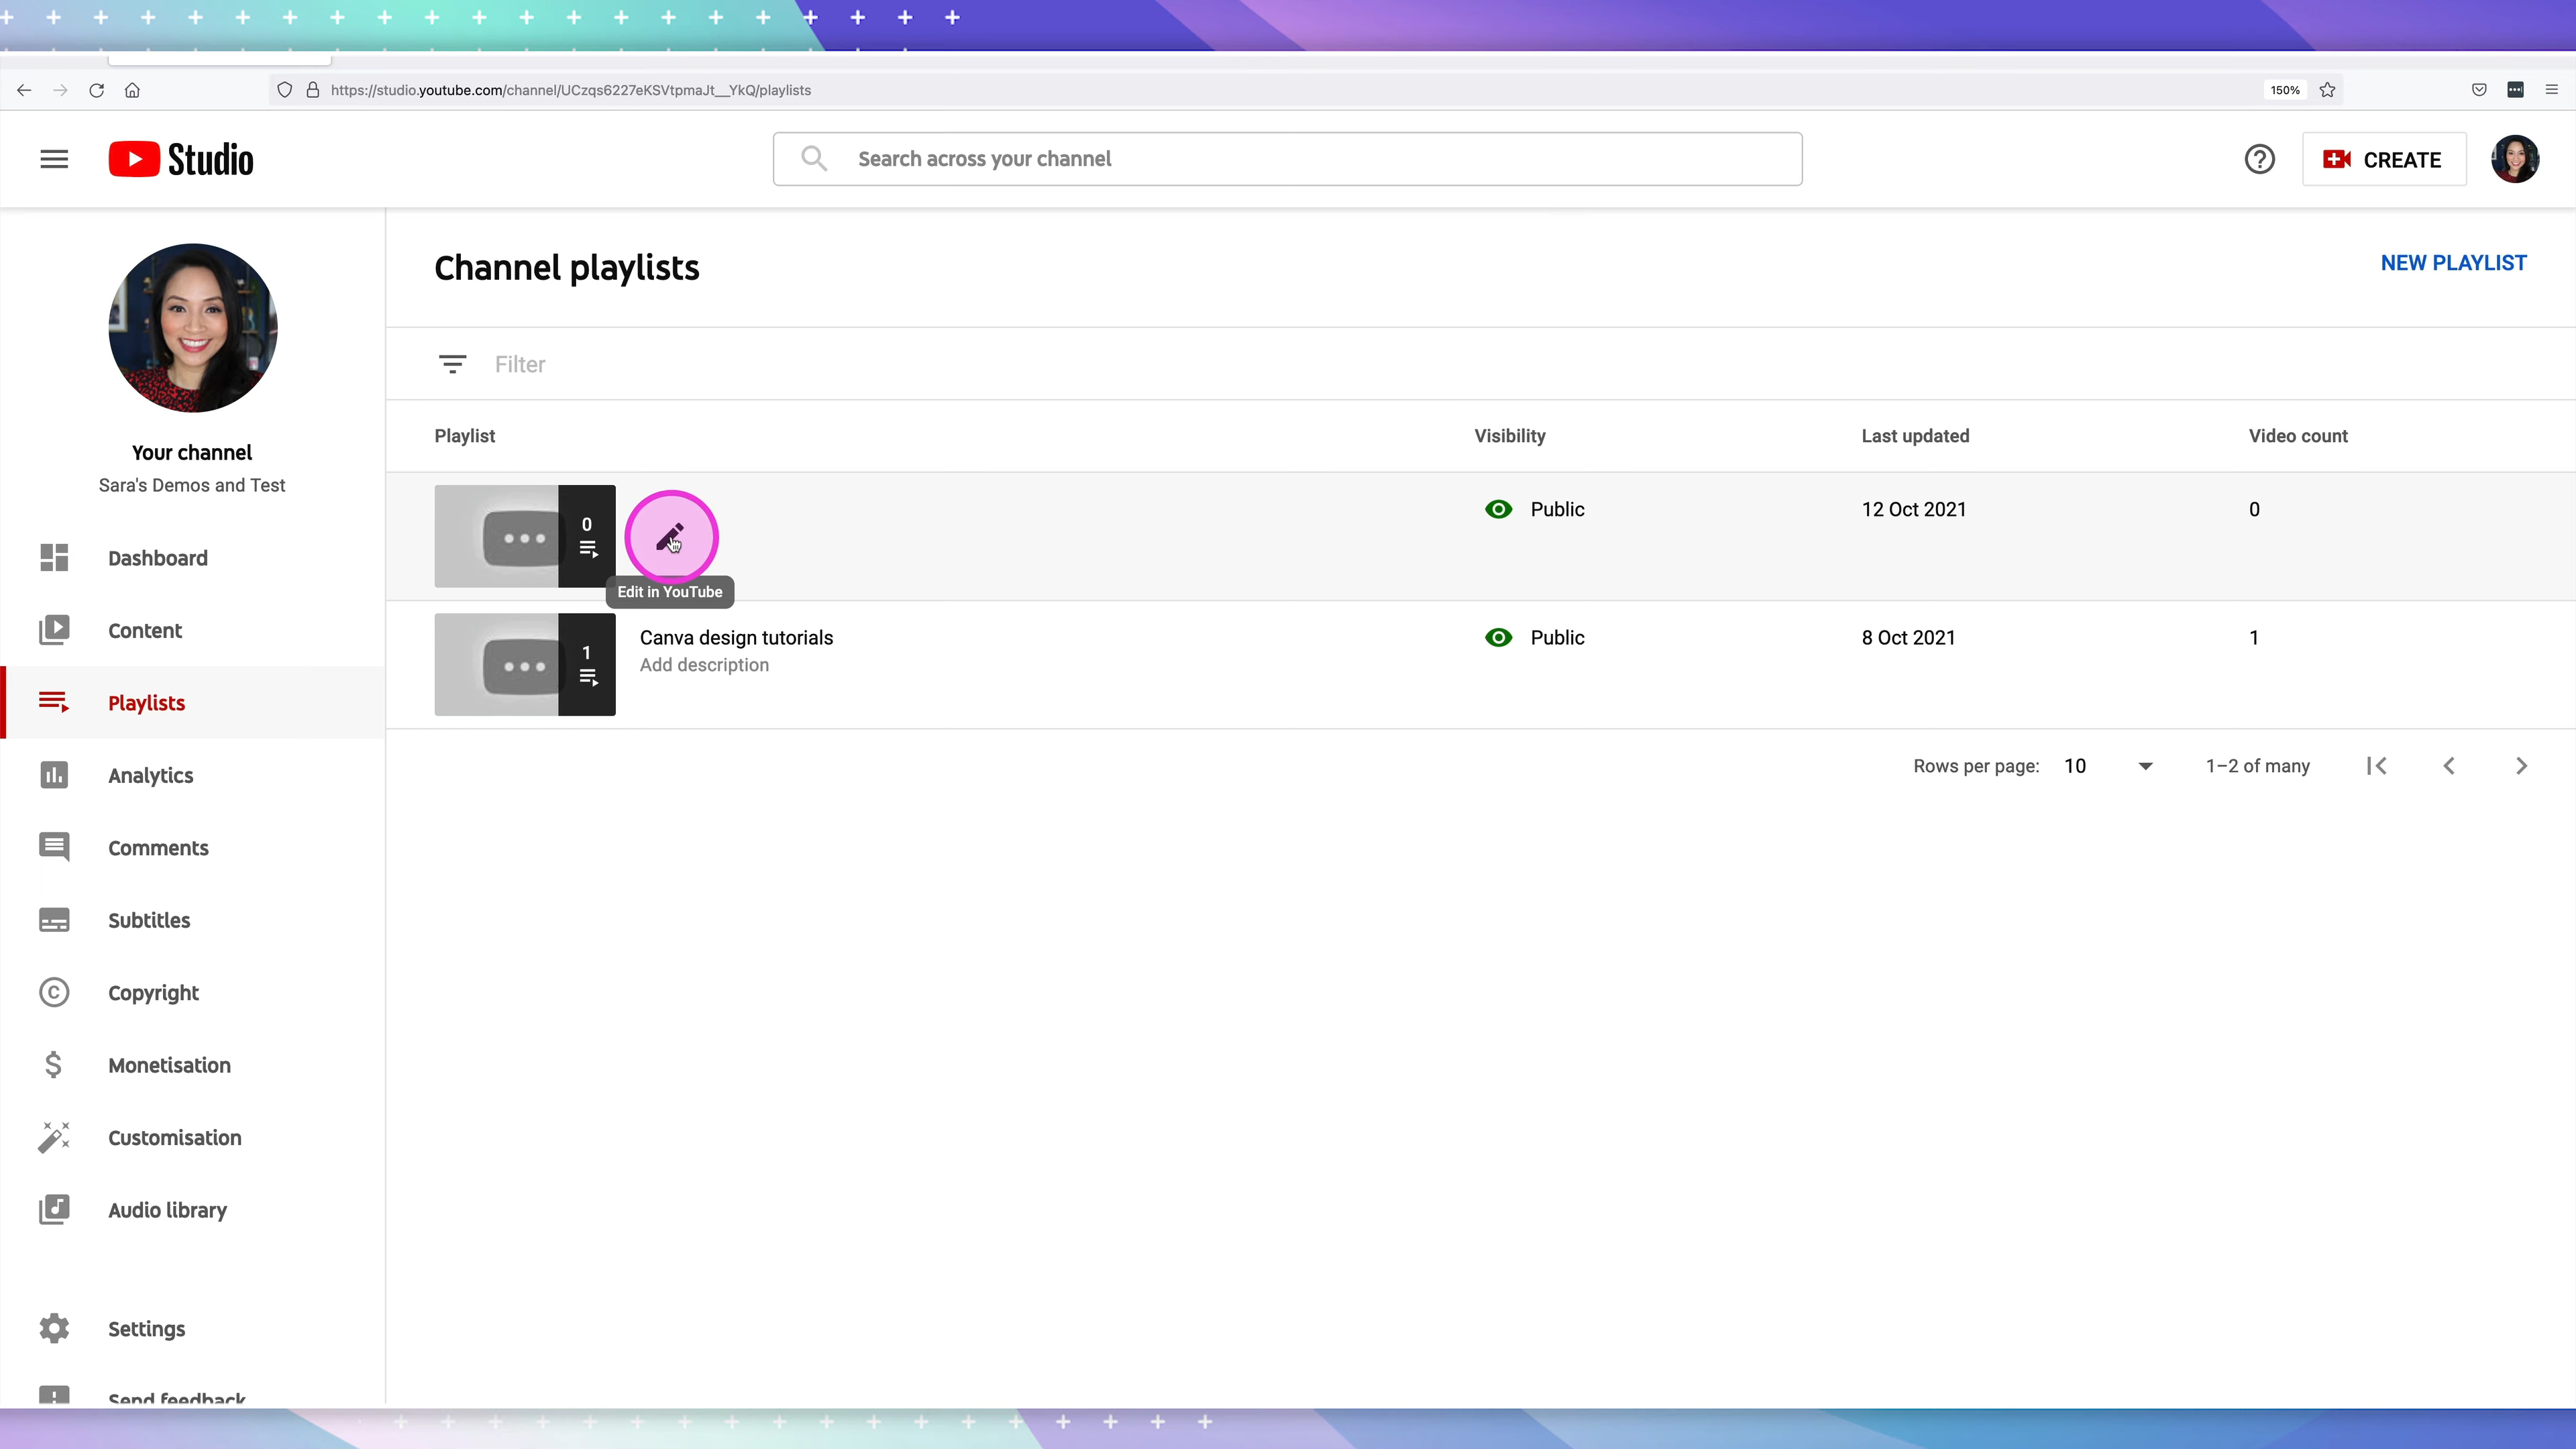 https://studio.youtube.com/channel/UCzqs6227eKSVtpmaJt__YkQ/playlists
150%
Studio
Search across your channel
CREATE
Channel playlists
NEW PLAYLIST
Filter
Your channel
Sara's Demos and Test
Playlist
Visibility
Last updated
Video count
0
Public
12 Oct 2021
0
Edit in YouTube
1
Canva design tutorials
Add description
Public
8 Oct 2021
1
Rows per page: 10
1–2 of many
Dashboard
Content
Playlists
Analytics
Comments
Subtitles
Copyright
Monetisation
Customisation
Audio library
Settings
Send feedback